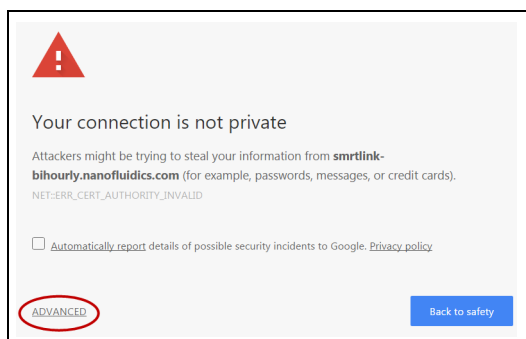 Your connection is not private
Attackers might be trying to steal your information from smrtlink-
bihourly.nanofluidics.com (for example, passwords, messages, or credit cards).
NET::ERR_CERT_AUTHORITY_INVALID
Automatically report details of possible security incidents to Google. Privacy policy
ADVANCED
Back to safety